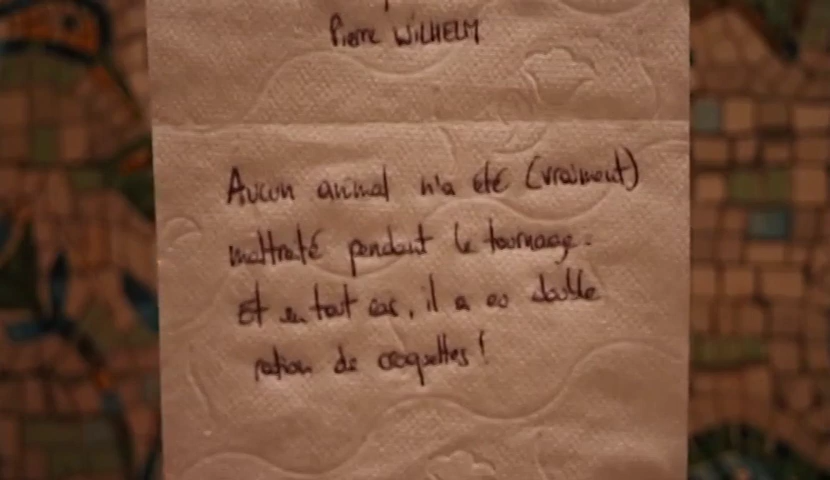 Pierre WILHELM
Aucun animal n'a été (vraiment)
maltraité pendant le tournage.
Et en tout cas, il a eu double
ration de croquettes !